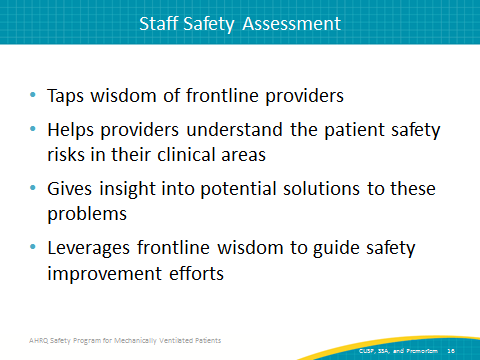 Staff Safety Assessment
• Taps wisdom of frontline providers
• Helps providers understand the patient safety
risks in their clinical areas
• Gives insight into potential solutions to these
problems
• Leverages frontline wisdom to guide safety
improvement efforts
AHRQ Safety Program for Mechanically Ventilated Patients
CUSP, SSA, and Premortem 16